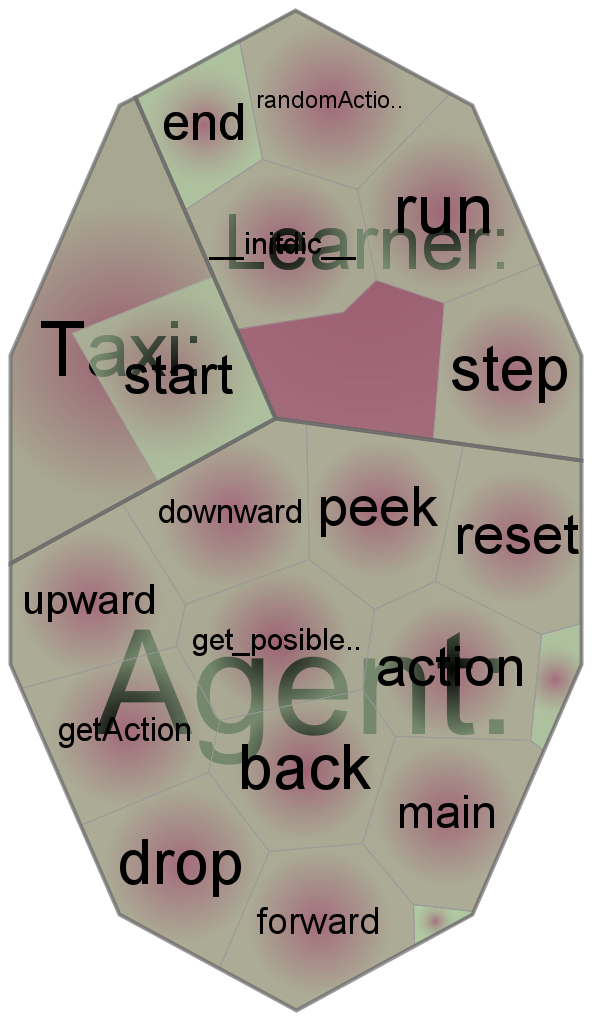 end
randomActio..
run
__initdic__
Learner:
Taxi:
start
step
downward
peek
reset
upward
get_posible..
action
Agent:
getAction
back
main
drop
forward